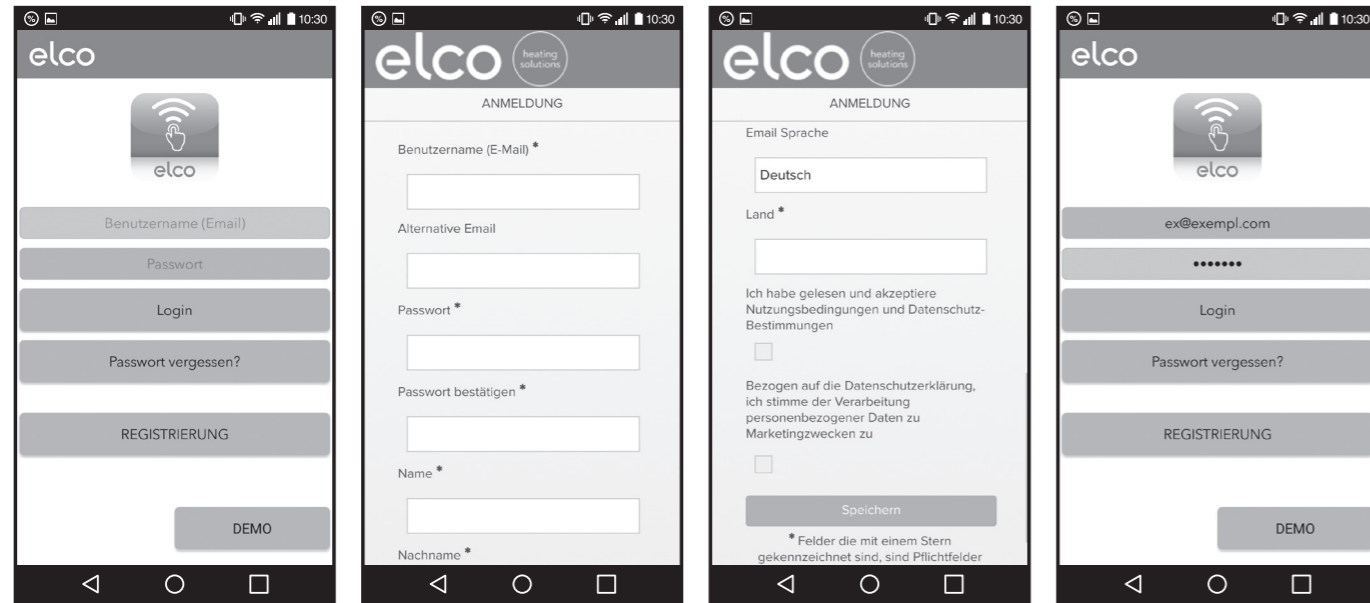 10:30
elco
elco
Benutzername (Email)
Passwort
Login
Passwort vergessen?
REGISTRIERUNG
DEMO
10:30
elco heating solutions
ANMELDUNG
Benutzername (E-Mail) *
Alternative Email
Passwort *
Passwort bestätigen *
Name *
Nachname *
10:30
elco heating solutions
ANMELDUNG
Email Sprache
Deutsch
Land *
Ich habe gelesen und akzeptiere
Nutzungsbedingungen und Datenschutz-
Bestimmungen
Bezogen auf die Datenschutzerklärung,
ich stimme der Verarbeitung
personenbezogener Daten zu
Marketingzwecken zu
Speichern
* Felder die mit einem Stern
gekennzeichnet sind, sind Pflichtfelder
10:30
elco
elco
ex@exempl.com
•••••••
Login
Passwort vergessen?
REGISTRIERUNG
DEMO